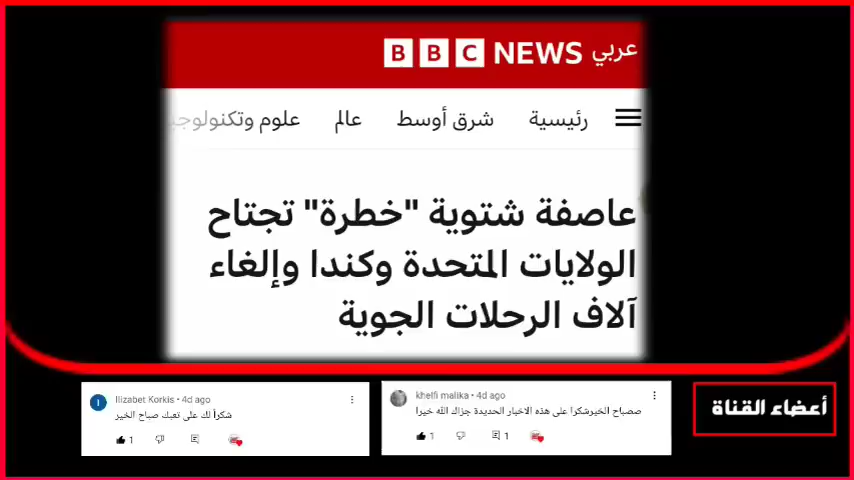 BBC NEWS عربي
رئيسية شرق أوسط عالم علوم وتكنولوجي
عاصفة شتوية "خطرة" تجتاح
الولايات المتحدة وكندا وإلغاء
آلاف الرحلات الجوية
Ilizabet Korkis • 4d ago
شكراً لك على تعبك صباح الخير
1
khelfi malika • 4d ago
صصباح الخيرشكرا على هذه الاخبار الحديدة جزاك الله خيرا
1 1
أعضاء القناة